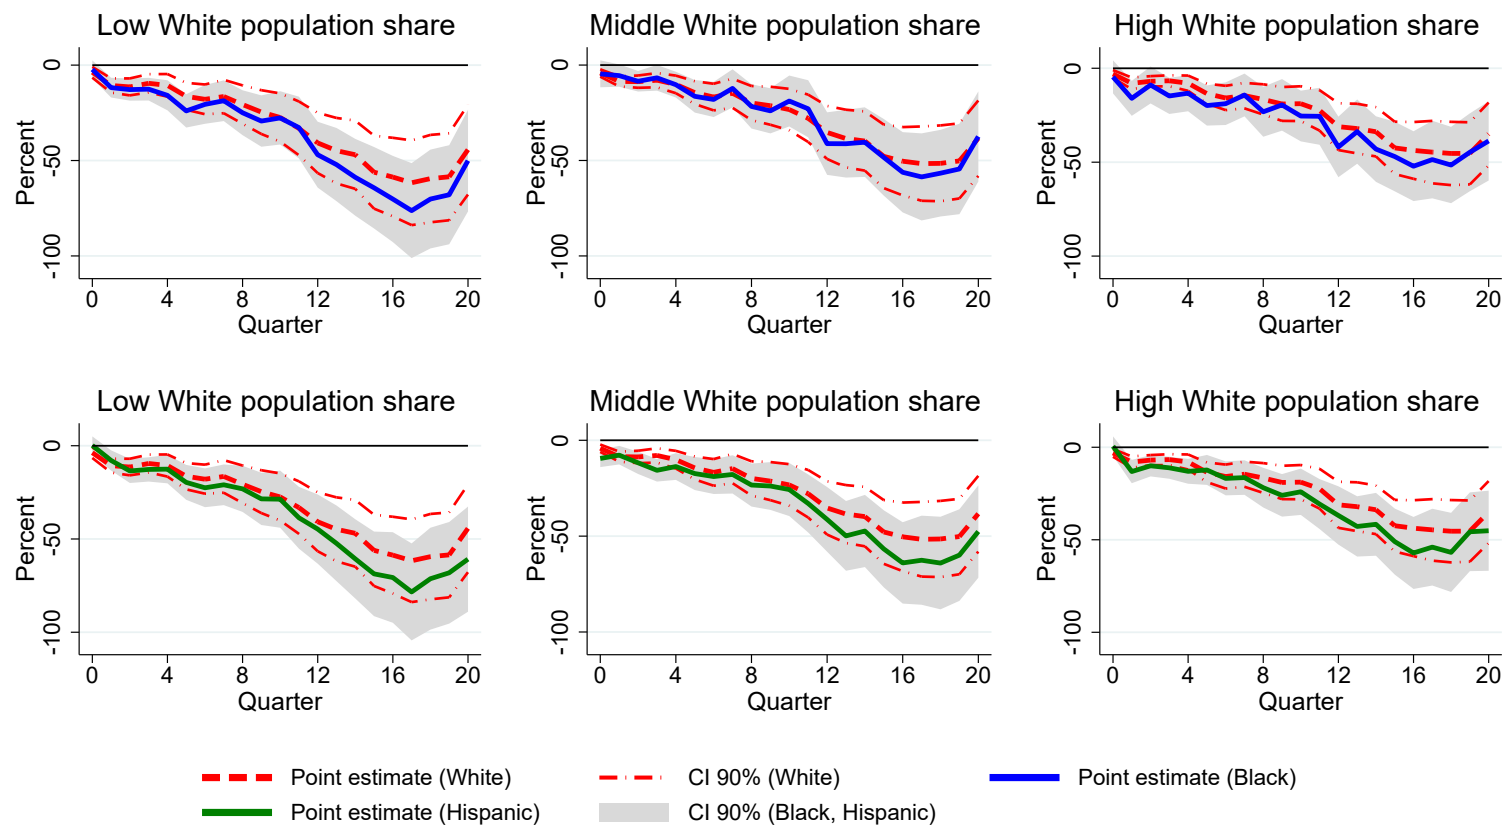 Low White population share
Middle White population share
High White population share
Percent
0
-50
-100
0 4 8 12 16 20
Quarter
Percent
0
-50
-100
0 4 8 12 16 20
Quarter
Percent
0
-50
-100
0 4 8 12 16 20
Quarter
Low White population share
Middle White population share
High White population share
Percent
0
-50
-100
0 4 8 12 16 20
Quarter
Percent
0
-50
-100
0 4 8 12 16 20
Quarter
Percent
0
-50
-100
0 4 8 12 16 20
Quarter
Point estimate (White)
CI 90% (White)
Point estimate (Black)
Point estimate (Hispanic)
CI 90% (Black, Hispanic)